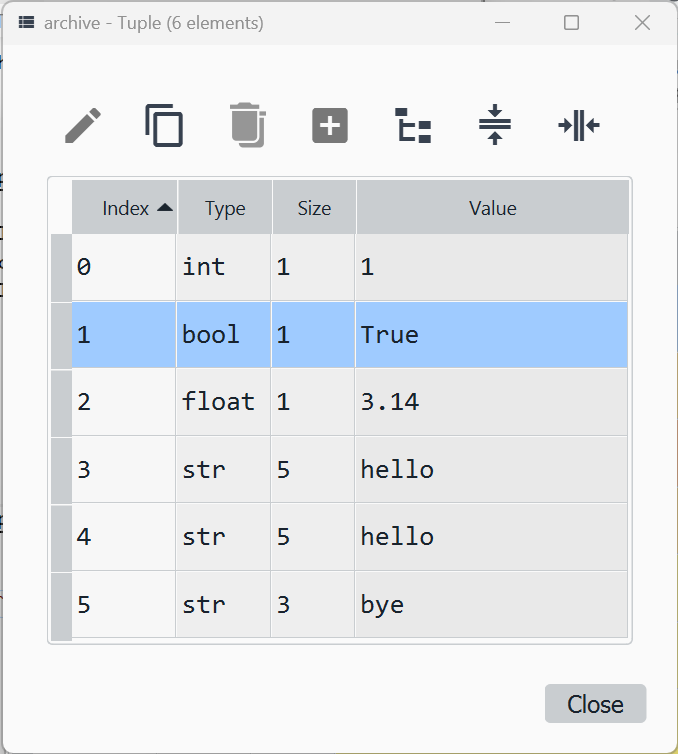 archive - Tuple (6 elements)
Index Type Size Value
0 int 1 1
1 bool 1 True
2 float 1 3.14
3 str 5 hello
4 str 5 hello
5 str 3 bye
Close